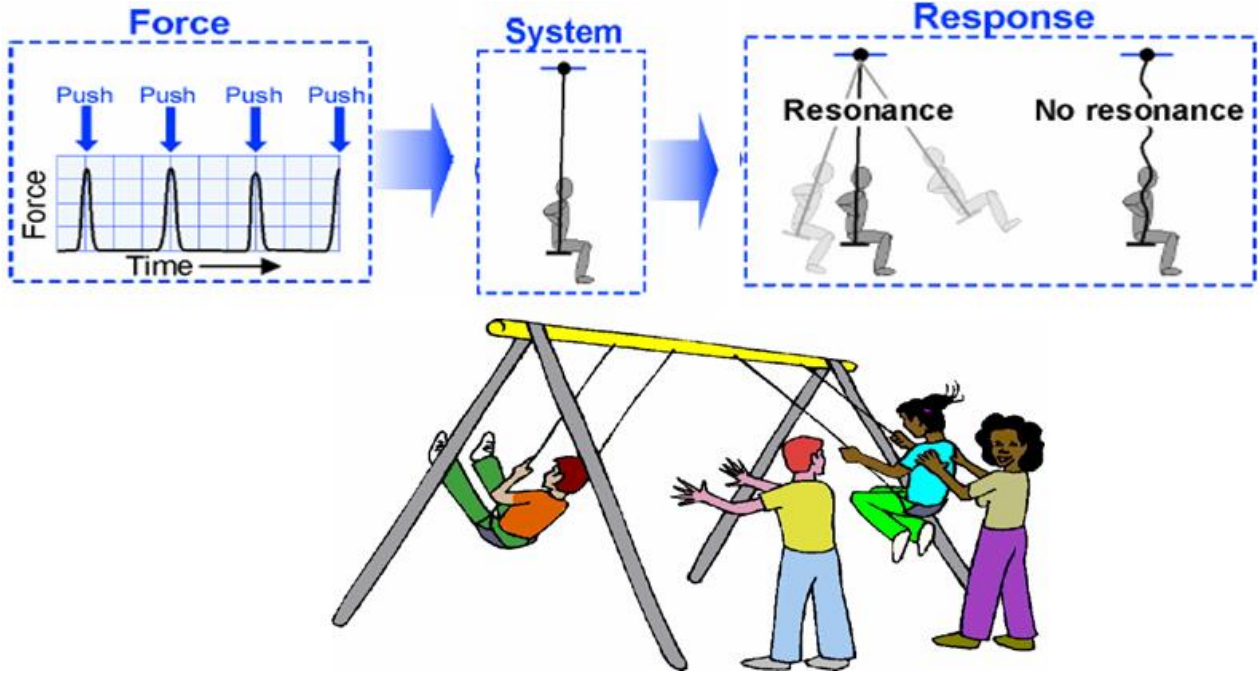 Force
Push Push Push Push
Force
Time
System
Response
Resonance
No resonance